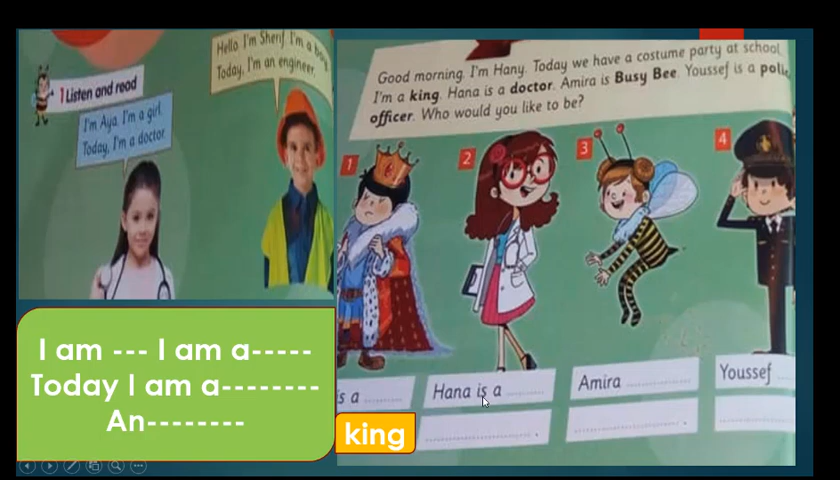 Hello I'm Sherif. I'm a boy.
Today, I'm an engineer.
1 Listen and read
I'm Aya. I'm a girl.
Today, I'm a doctor.
Good morning. I'm Hany. Today we have a costume party at school.
I'm a king. Hana is a doctor. Amira is Busy Bee. Youssef is a
officer. Who would you like to be?
1
2
3
4
is a ..........
Hana is a ..........
Amira ..........
Youssef
king
I am --- I am a-----
Today I am a--------
An--------